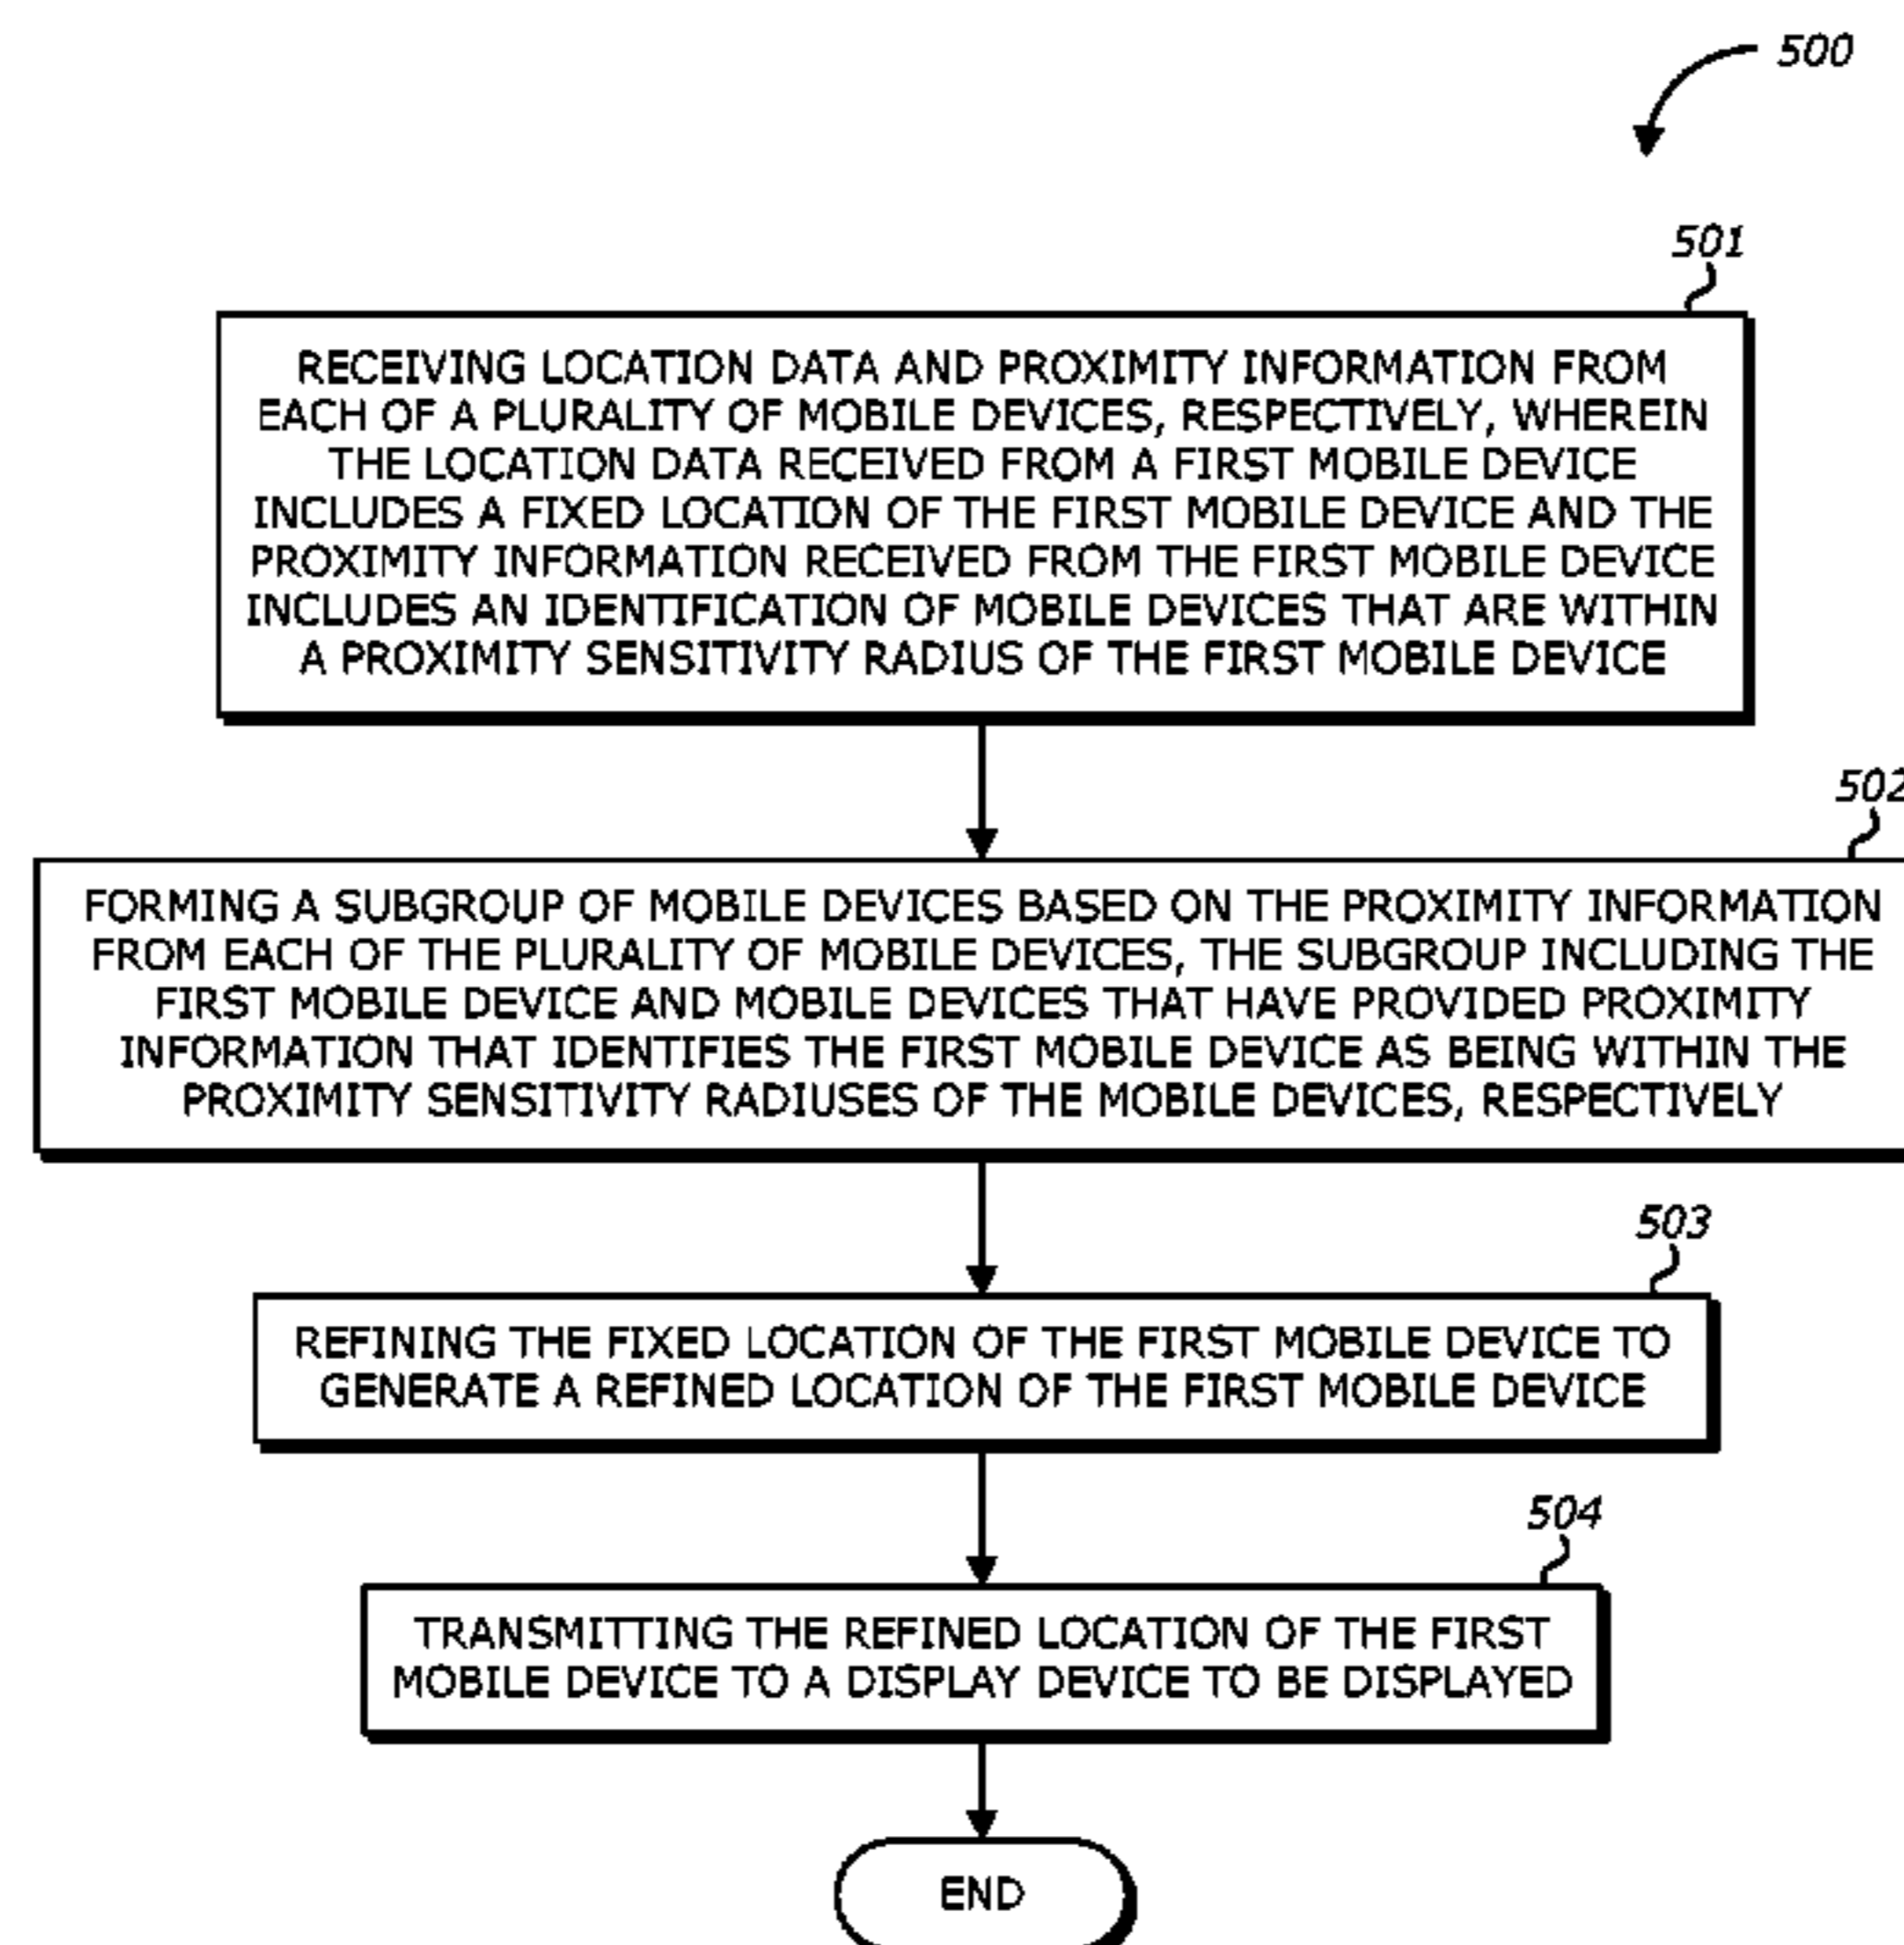 500
501
RECEIVING LOCATION DATA AND PROXIMITY INFORMATION FROM
EACH OF A PLURALITY OF MOBILE DEVICES, RESPECTIVELY, WHEREIN
THE LOCATION DATA RECEIVED FROM A FIRST MOBILE DEVICE
INCLUDES A FIXED LOCATION OF THE FIRST MOBILE DEVICE AND THE
PROXIMITY INFORMATION RECEIVED FROM THE FIRST MOBILE DEVICE
INCLUDES AN IDENTIFICATION OF MOBILE DEVICES THAT ARE WITHIN
A PROXIMITY SENSITIVITY RADIUS OF THE FIRST MOBILE DEVICE
502
FORMING A SUBGROUP OF MOBILE DEVICES BASED ON THE PROXIMITY INFORMATION
FROM EACH OF THE PLURALITY OF MOBILE DEVICES, THE SUBGROUP INCLUDING THE
FIRST MOBILE DEVICE AND MOBILE DEVICES THAT HAVE PROVIDED PROXIMITY
INFORMATION THAT IDENTIFIES THE FIRST MOBILE DEVICE AS BEING WITHIN THE
PROXIMITY SENSITIVITY RADIUSES OF THE MOBILE DEVICES, RESPECTIVELY
503
REFINING THE FIXED LOCATION OF THE FIRST MOBILE DEVICE TO
GENERATE A REFINED LOCATION OF THE FIRST MOBILE DEVICE
504
TRANSMITTING THE REFINED LOCATION OF THE FIRST
MOBILE DEVICE TO A DISPLAY DEVICE TO BE DISPLAYED
END